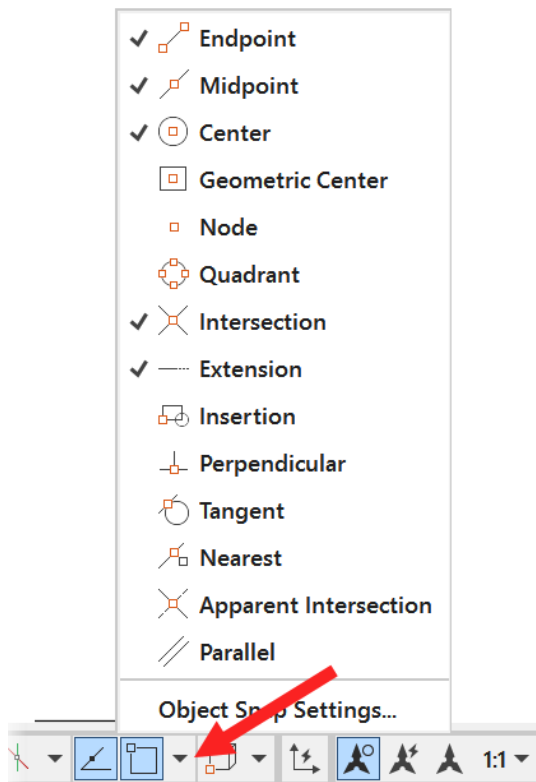 Endpoint
Midpoint
Center
Geometric Center
Node
Quadrant
Intersection
Extension
Insertion
Perpendicular
Tangent
Nearest
Apparent Intersection
Parallel
Object Snap Settings...
1:1